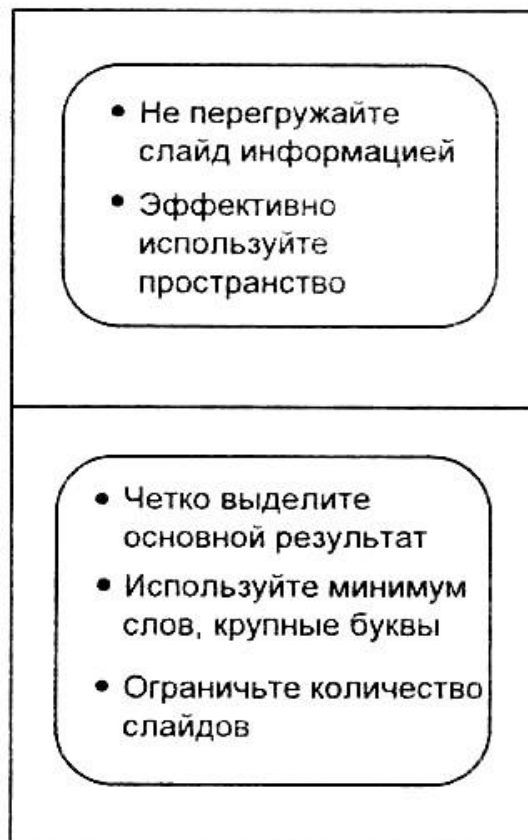 • Не перегружайте
слайд информацией
• Эффективно
используйте
пространство
• Четко выделите
основной результат
• Используйте минимум
слов, крупные буквы
• Ограничьте количество
слайдов